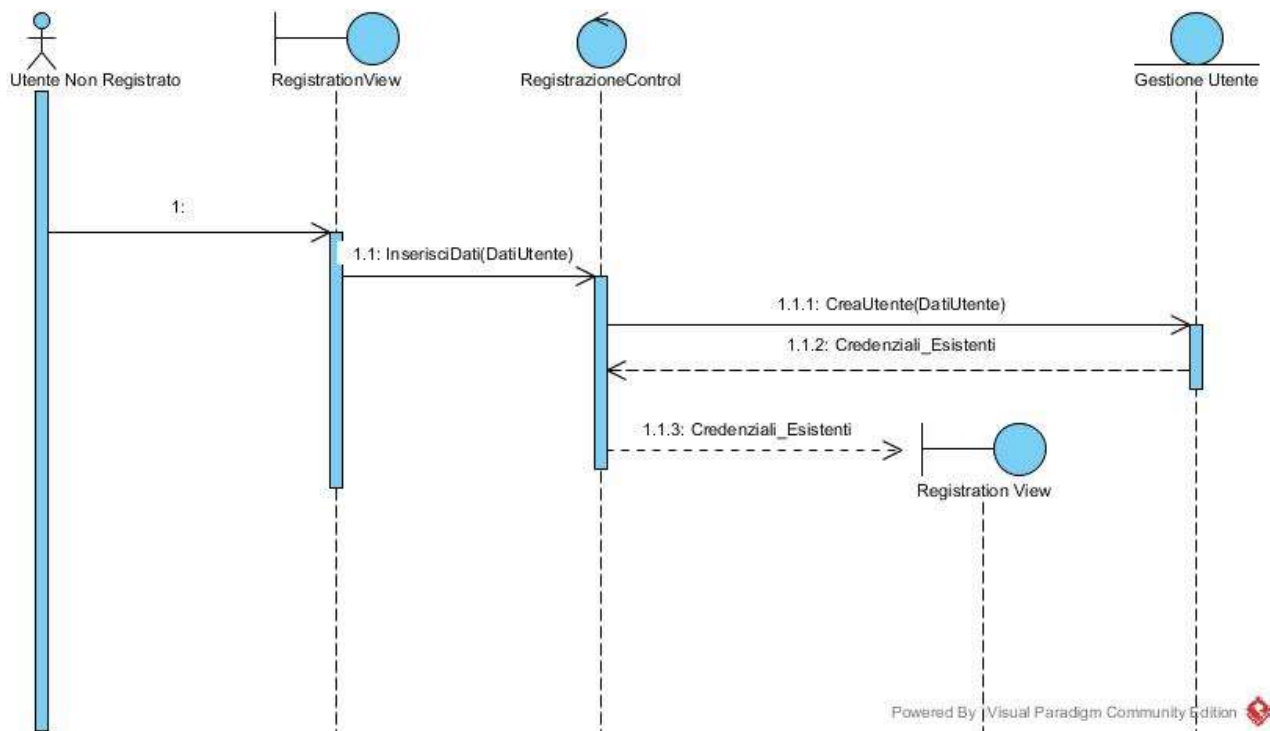 Utente Non Registrato
RegistrationView
RegistrazioneControl
Gestione Utente
1:
1.1: InserisciDati(DatiUtente)
1.1.1: CreaUtente(DatiUtente)
1.1.2: Credenziali_Esistenti
1.1.3: Credenziali_Esistenti
Registration View
Powered By Visual Paradigm Community Edition